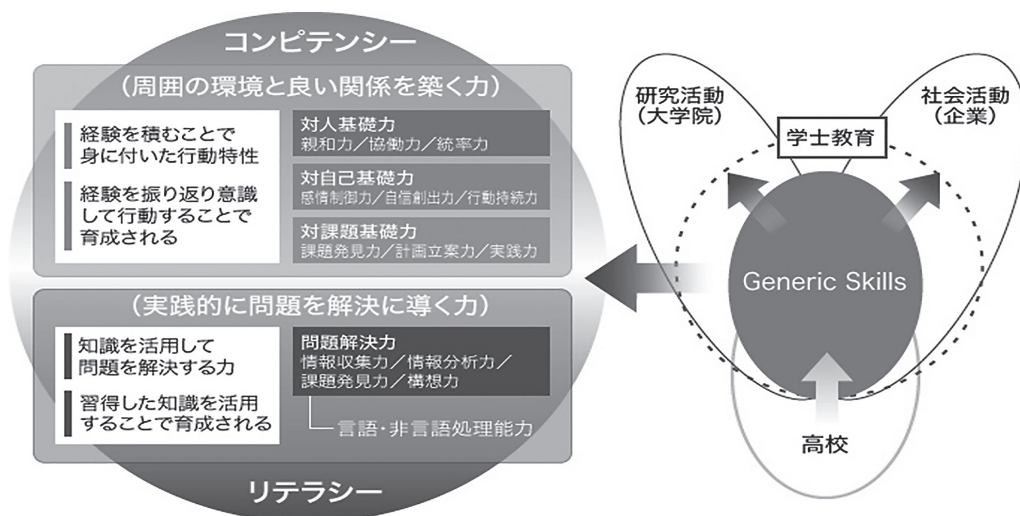 コンピテンシー
（周囲の環境と良い関係を築く力）
経験を積むことで
身に付いた行動特性
経験を振り返り意識
して行動することで
育成される
対人基礎力
親和力／協働力／統率力
対自己基礎力
感情制御力／自信創出力／行動持続力
対課題基礎力
課題発見力／計画立案力／実践力
（実践的に問題を解決に導く力）
知識を活用して
問題を解決する力
習得した知識を活用
することで育成される
問題解決力
情報収集力／情報分析力／
課題発見力／構想力
言語・非言語処理能力
リテラシー
研究活動
（大学院）
社会活動
（企業）
学士教育
Generic Skills
高校